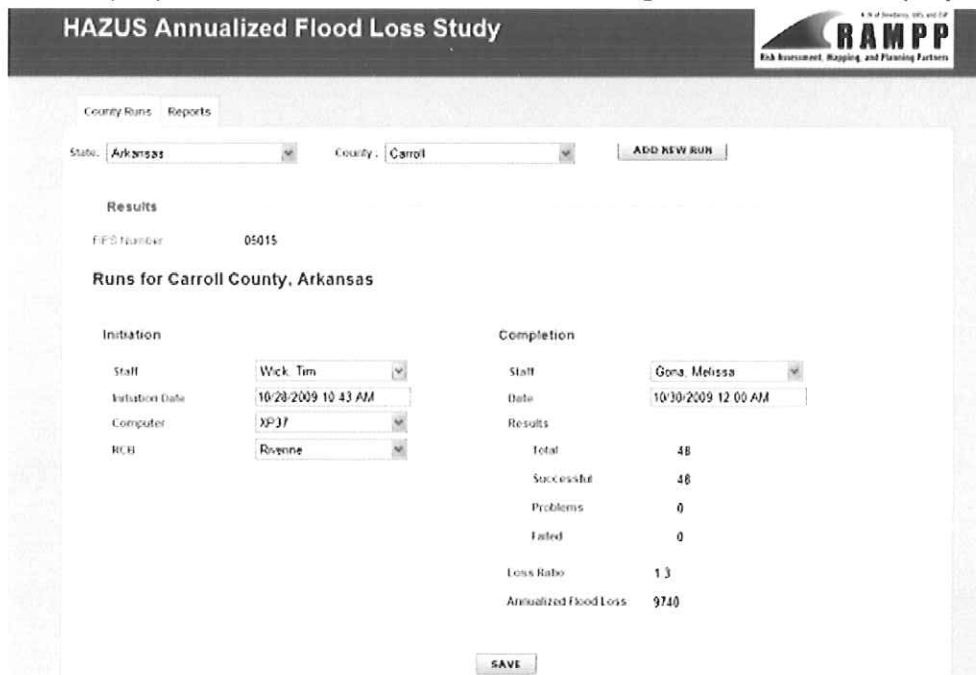 HAZUS Annualized Flood Loss Study
RAMPP
Risk Assessment, Mapping, and Planning Partners
County Runs Reports
State: Arkansas County: Carroll ADD NEW RUN
Results
FIPS Number 05015
Runs for Carroll County, Arkansas
Initiation Completion
Staff Wick, Tim Staff Gona, Melissa
Initiation Date 10/28/2009 10:43 AM Date 10/30/2009 12:00 AM
Computer XP37 Results
RCB Riverine Total 48
Successful 48
Problems 0
Failed 0
Loss Ratio 1.3
Annualized Flood Loss 9740
SAVE